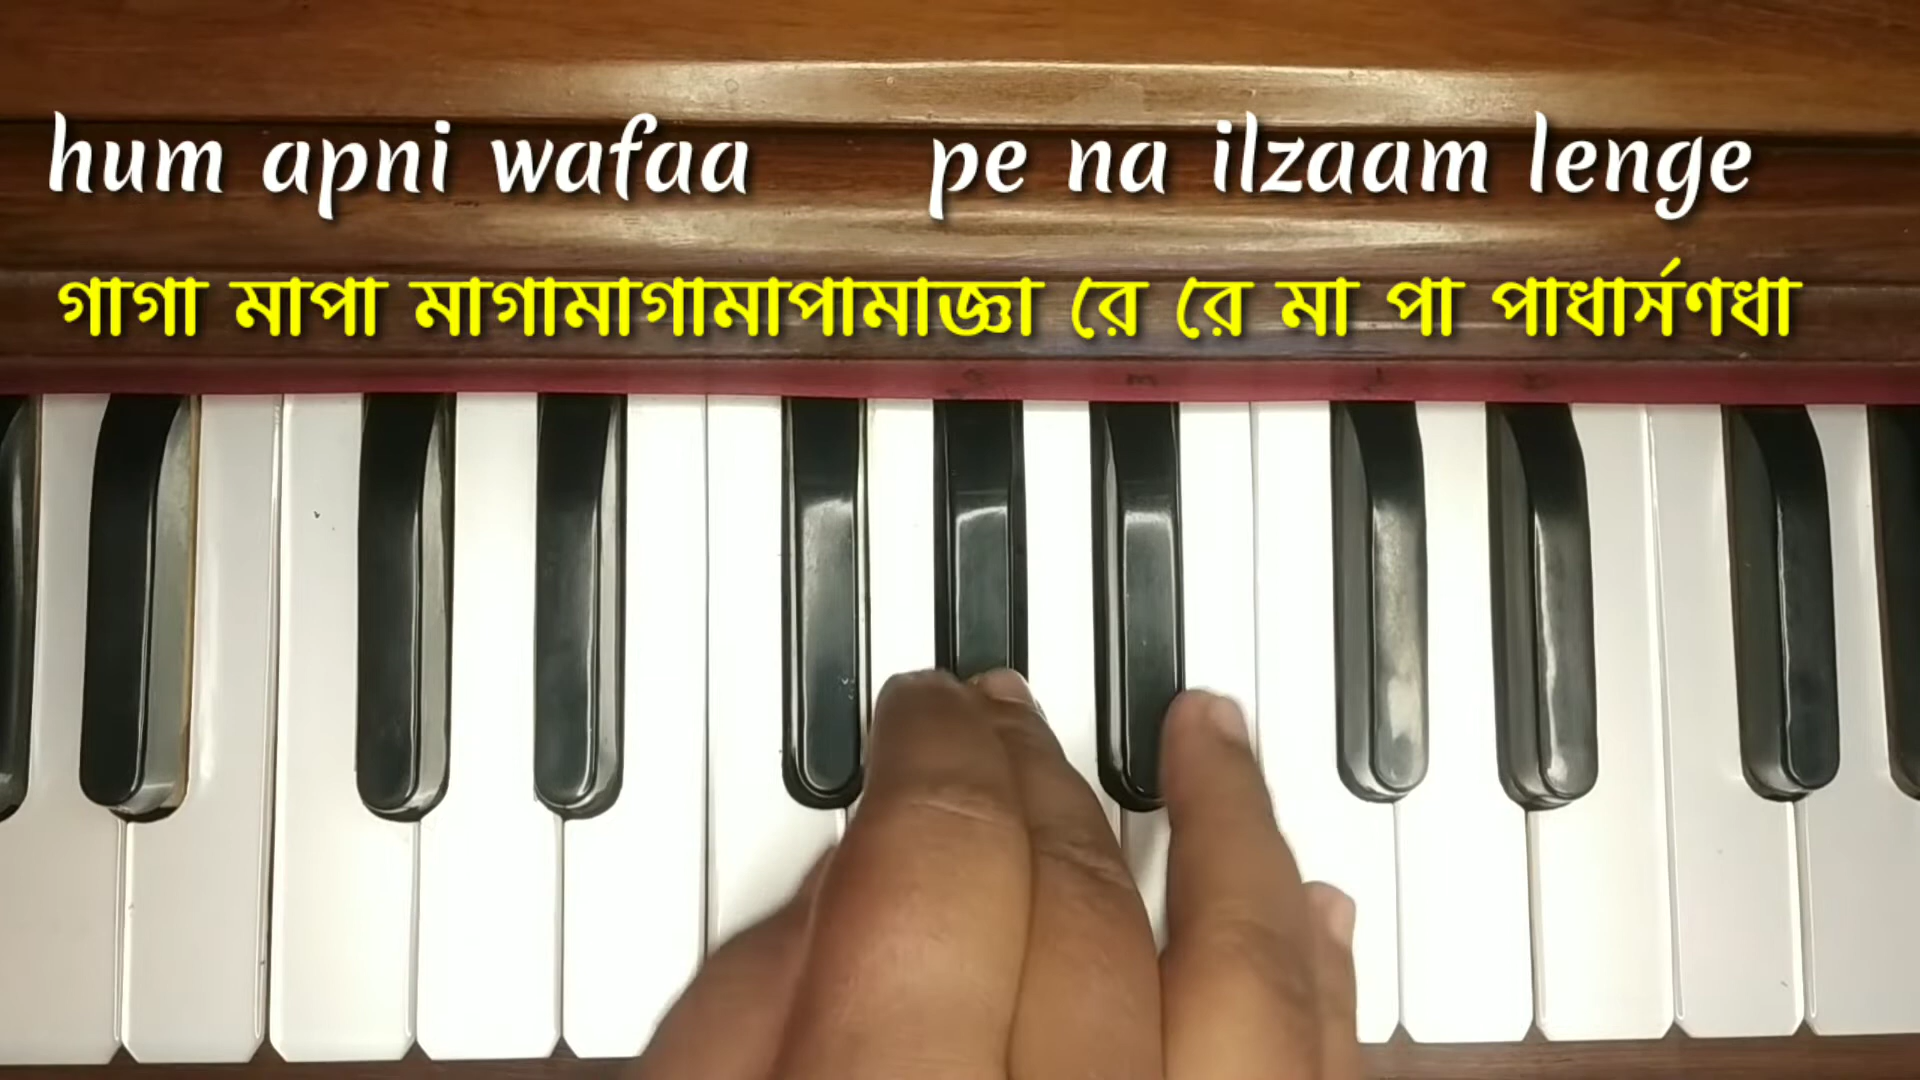 hum apni wafaa pe na ilzaam lenge
গাগা মাপা মাগামাগামাপামাজ্ঞা রে রে মা পা পাধার্সণধা